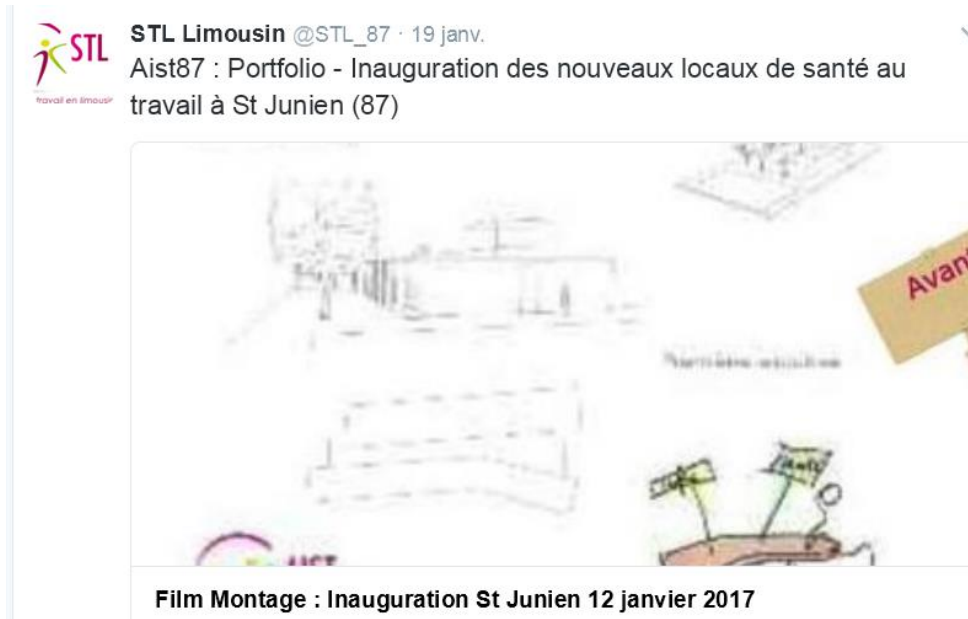 STL Limousin @STL_87 · 19 janv.
STL
travail en limousin
Aist87 : Portfolio - Inauguration des nouveaux locaux de santé au
travail à St Junien (87)
Avant
Film Montage : Inauguration St Junien 12 janvier 2017